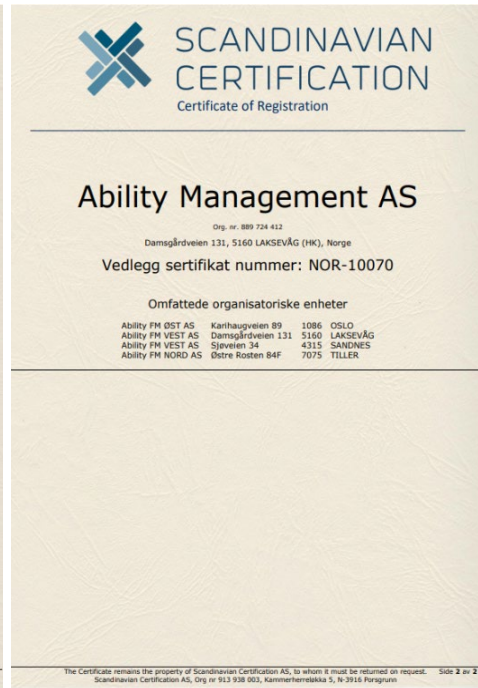 SCANDINAVIAN
CERTIFICATION
Certificate of Registration
Ability Management AS
Org. nr. 889 724 412
Damsgårdveien 131, 5160 LAKSEVÅG (HK), Norge
Vedlegg sertifikat nummer: NOR-10070
Omfattede organisatoriske enheter
Ability FM ØST AS Karihaugveien 89 1086 OSLO
Ability FM VEST AS Damsgårdveien 131 5160 LAKSEVÅG
Ability FM VEST AS Sjøveien 34 4315 SANDNES
Ability FM NORD AS Østre Rosten 84F 7075 TILLER
The Certificate remains the property of Scandinavian Certification AS, to whom it must be returned on request. Side 2 av 2
Scandinavian Certification AS, Org nr 913 938 003, Kammerherreløkka 5, N-3916 Porsgrunn